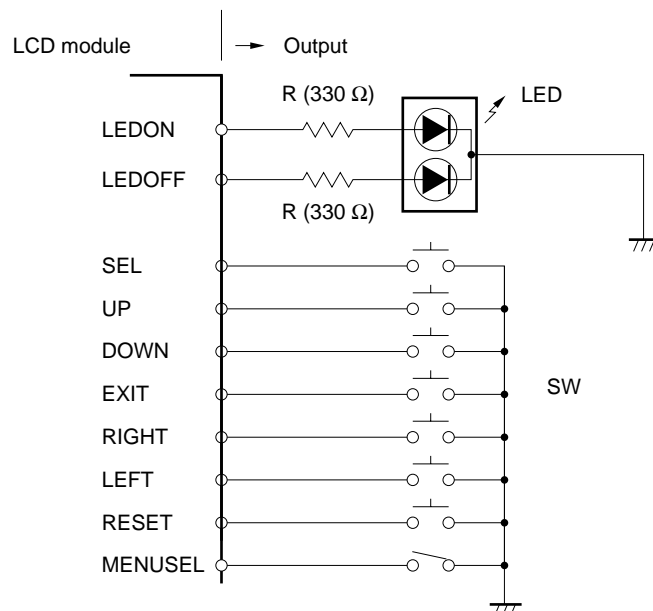 LCD module
Output
R (330 Ω)
LED
LEDON
LEDOFF
R (330 Ω)
SEL
UP
DOWN
EXIT
SW
RIGHT
LEFT
RESET
MENUSEL